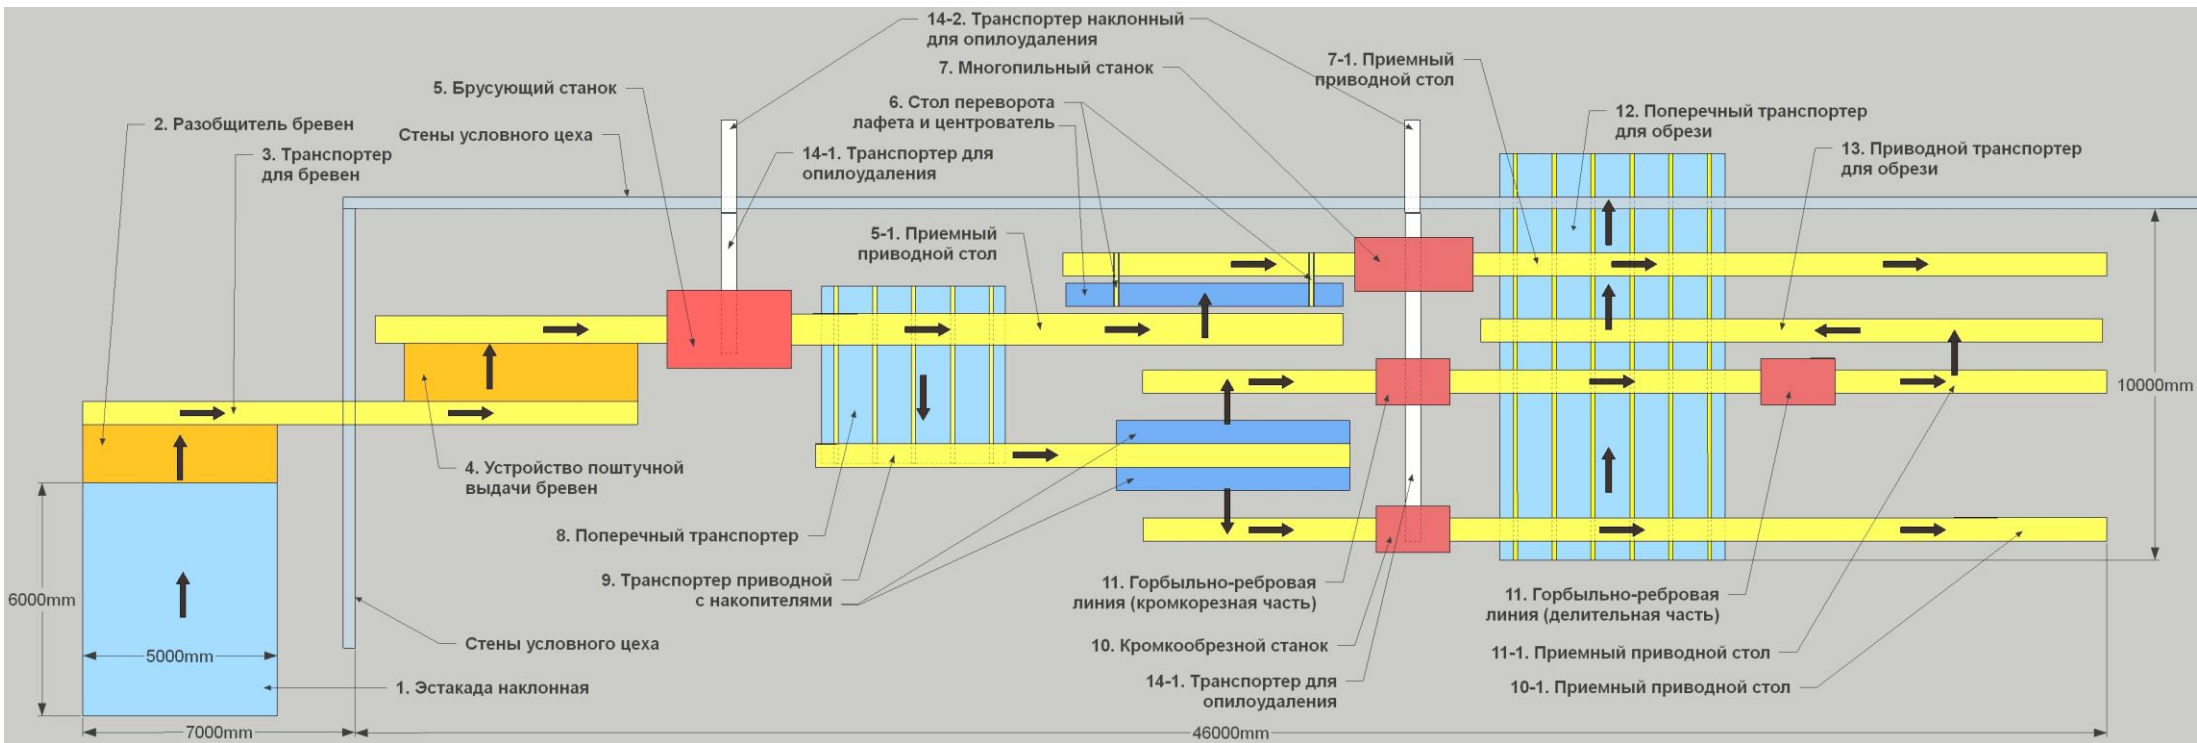 14-2. Транспортер наклонный
для опилоудаления
7. Многопильный станок
7-1. Приемный
приводной стол
5. Брусующий станок
6. Стол переворота
лафета и центрователь
12. Поперечный транспортер
для обрези
2. Разобщитель бревен
Стены условного цеха
3. Транспортер
для бревен
14-1. Транспортер для
опилоудаления
13. Приводной транспортер
для обрези
5-1. Приемный
приводной стол
10000mm
4. Устройство поштучной
выдачи бревен
8. Поперечный транспортер
9. Транспортер приводной
с накопителями
11. Горбыльно-ребровая
линия (кромкорезная часть)
11. Горбыльно-ребровая
линия (делительная часть)
6000mm
Стены условного цеха
10. Кромкообрезной станок
5000mm
11-1. Приемный приводной стол
1. Эстакада наклонная
14-1. Транспортер для
опилоудаления
10-1. Приемный приводной стол
7000mm
46000mm